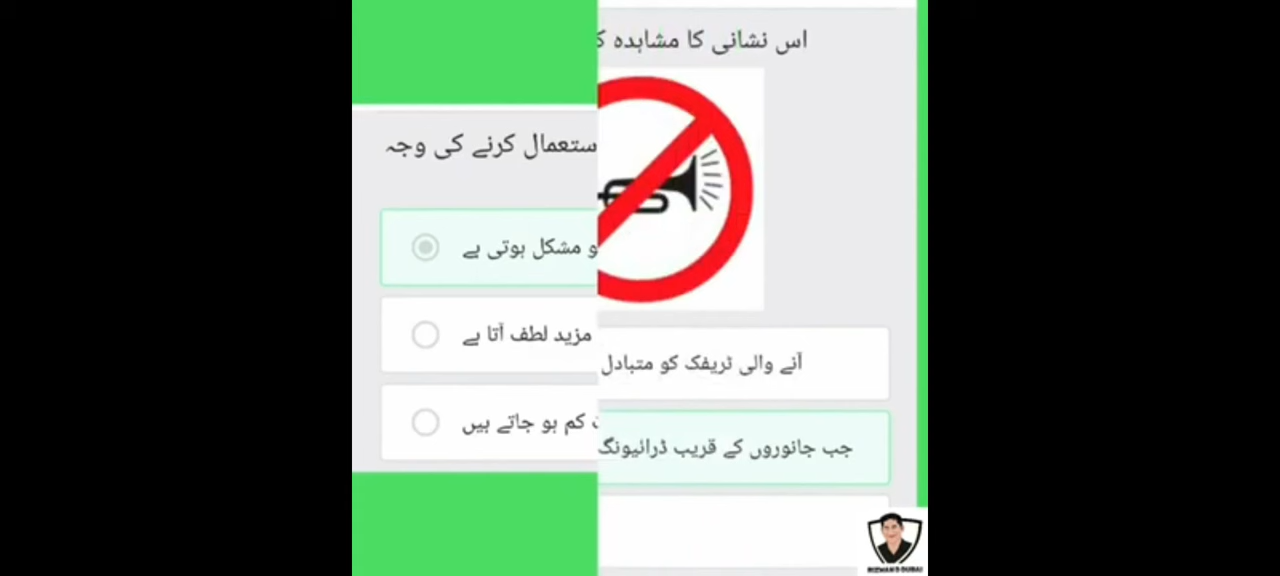 اس نشانی کا مشاہدہ
آنے والی ٹریفک کو متبادل
جب جانوروں کے قریب ڈرائیونگ
کرنے کی وجہ
مشکل ہوتی ہے
مزید لطف آتا ہے
کم ہو جاتے ہیں